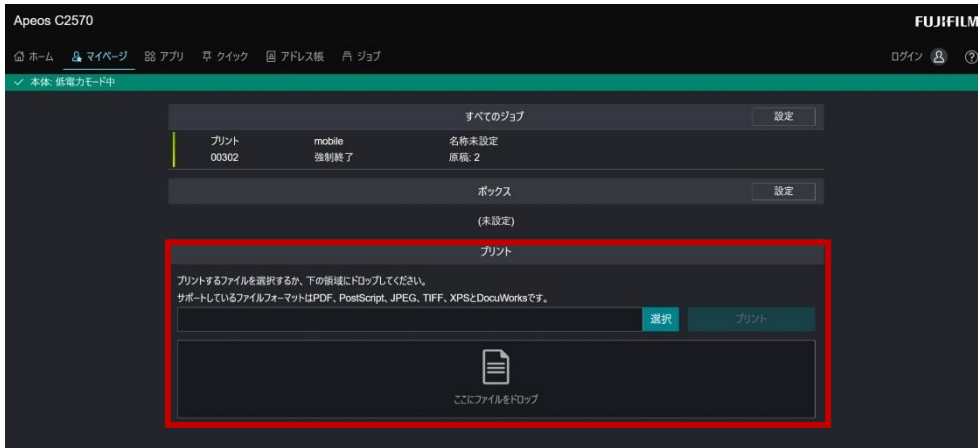 Apeos C2570
FUJIFILM
ホーム マイページ アプリ クイック アドレス帳 ジョブ ログイン
✓ 本体: 低電力モード中
すべてのジョブ 設定
プリント mobile 名称未設定
00302 強制終了 原稿: 2
ボックス 設定
(未設定)
プリント
プリントするファイルを選択するか、下の領域にドロップしてください。
サポートしているファイルフォーマットはPDF、PostScript、JPEG、TIFF、XPSとDocuWorksです。
選択 プリント
ここにファイルをドロップ